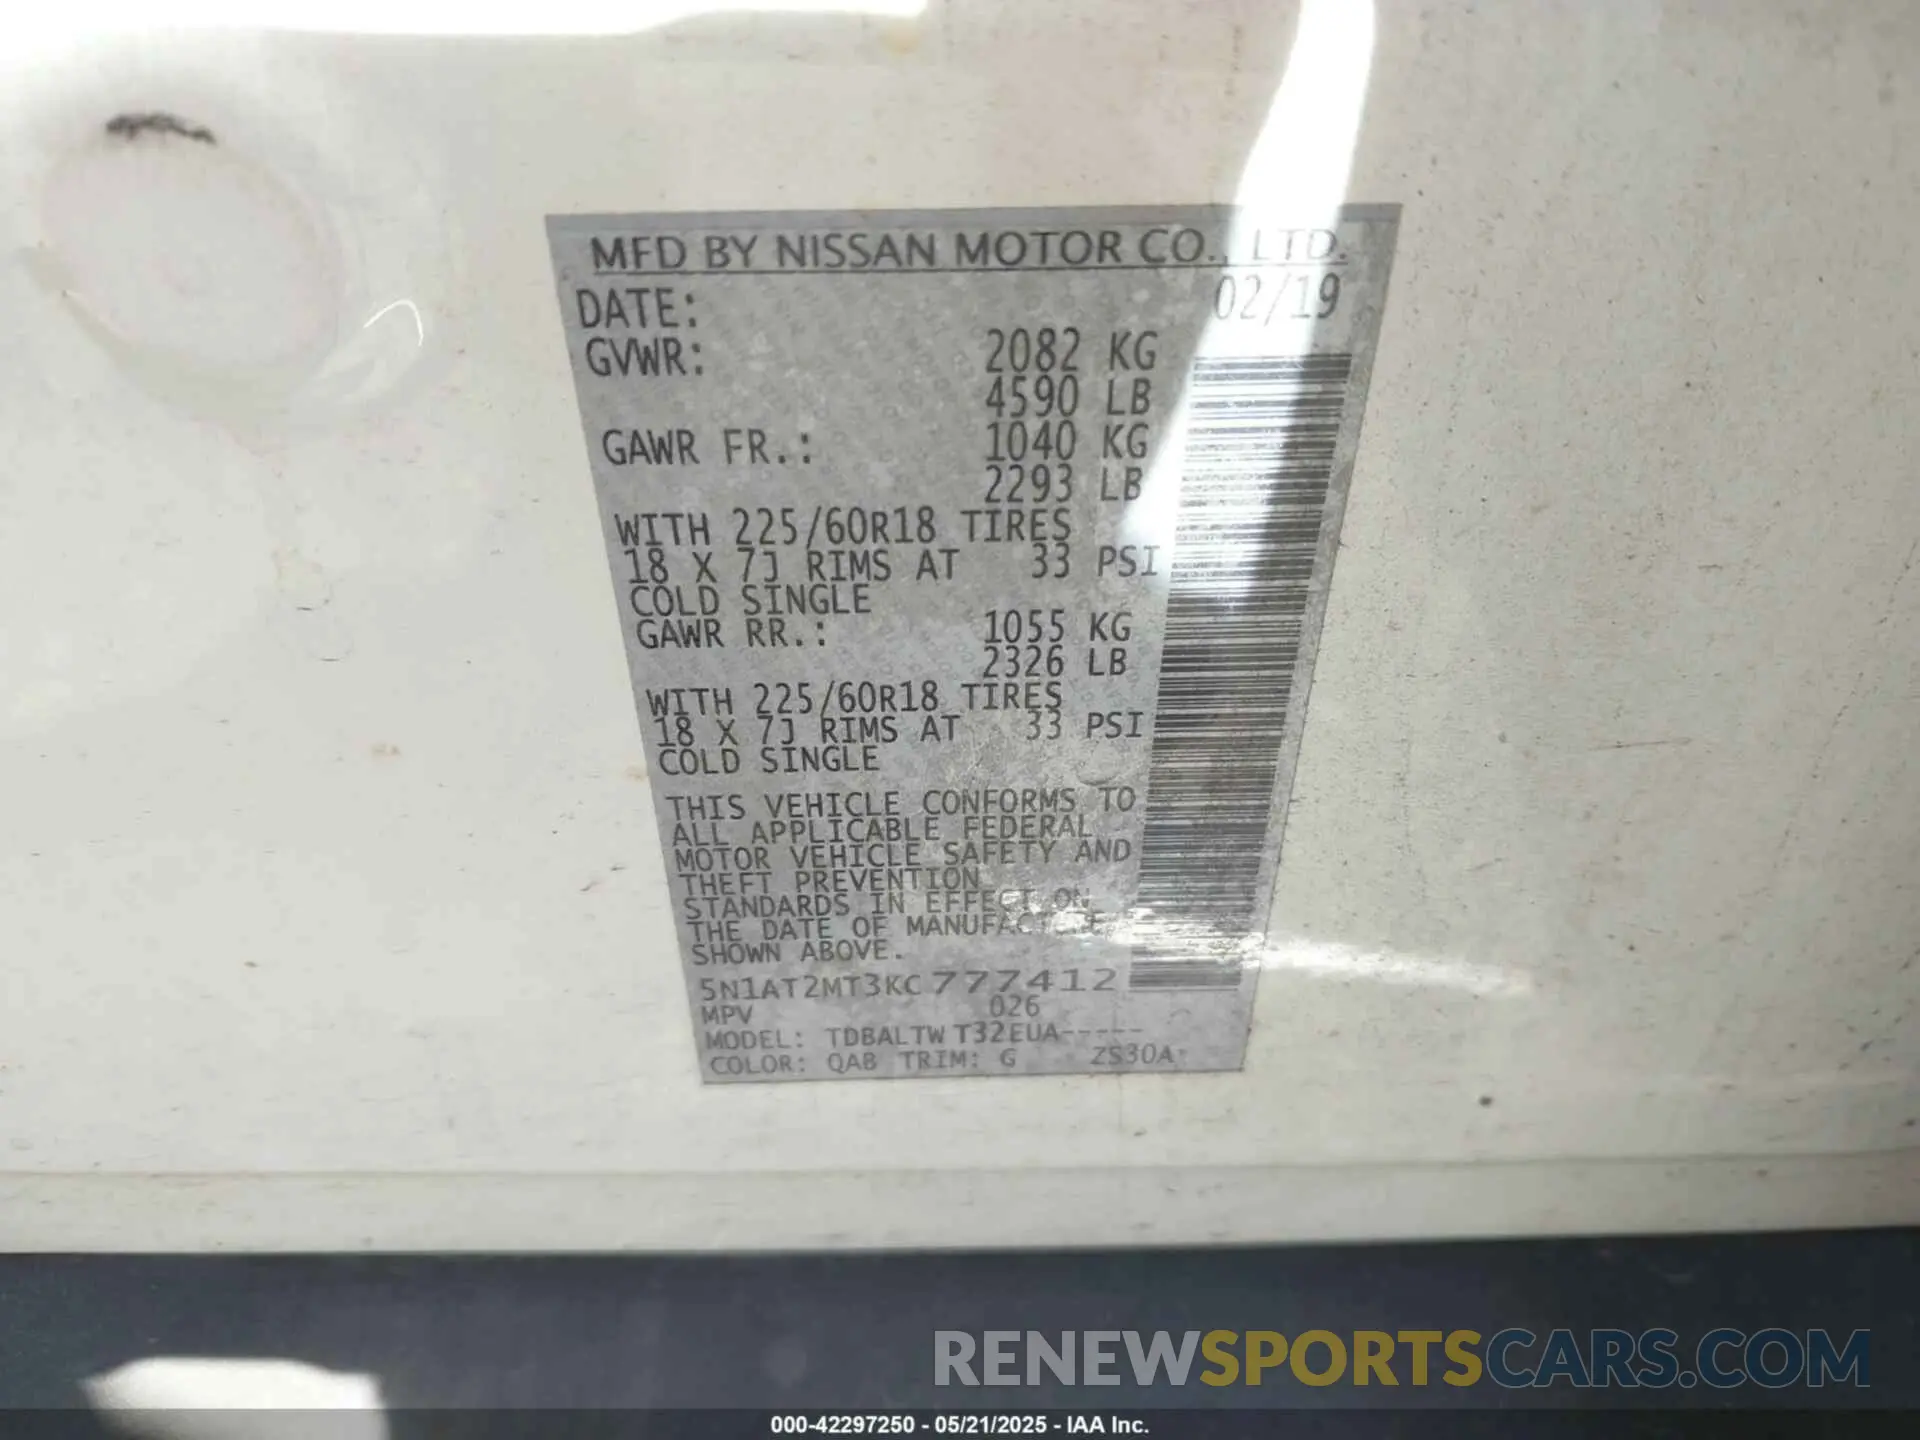 MFD BY NISSAN MOTOR CO., LTD.
DATE: 02/19
GVWR: 2082 KG
4590 LB
GAWR FR.: 1040 KG
2293 LB
WITH 225/60R18 TIRES
18 X 7J RIMS AT 33 PSI
COLD SINGLE
GAWR RR.: 1055 KG
2326 LB
WITH 225/60R18 TIRES
18 X 7J RIMS AT 33 PSI
COLD SINGLE
THIS VEHICLE CONFORMS TO
ALL APPLICABLE FEDERAL
MOTOR VEHICLE SAFETY AND
THEFT PREVENTION
STANDARDS IN EFFECT ON
THE DATE OF MANUFACTURE
SHOWN ABOVE.
5N1AT2MT3KC777412
MPV 026
MODEL: TDBALTW T32EUA-----
COLOR: QAB TRIM: G ZS30A
RENEWSPORTSCARS.COM
000-42297250 - 05/21/2025 - IAA Inc.